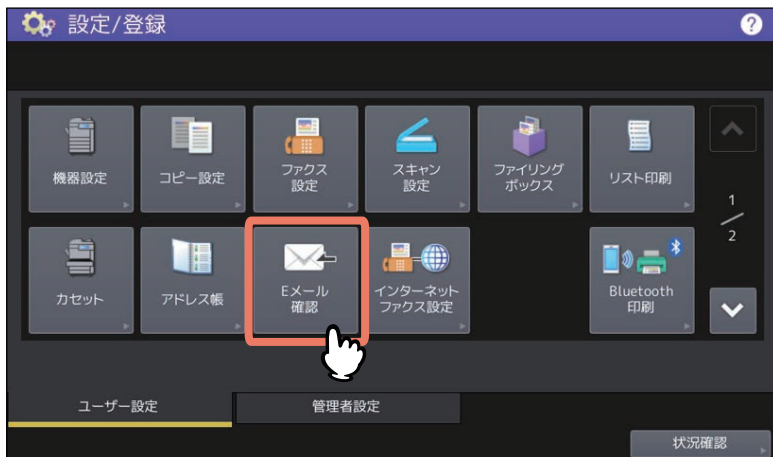 設定/登録
?
機器設定
コピー設定
ファクス
設定
スキャン
設定
ファイリング
ボックス
リスト印刷
1
2
カセット
アドレス帳
Eメール
確認
インターネット
ファクス設定
Bluetooth
印刷
ユーザー設定
管理者設定
状況確認